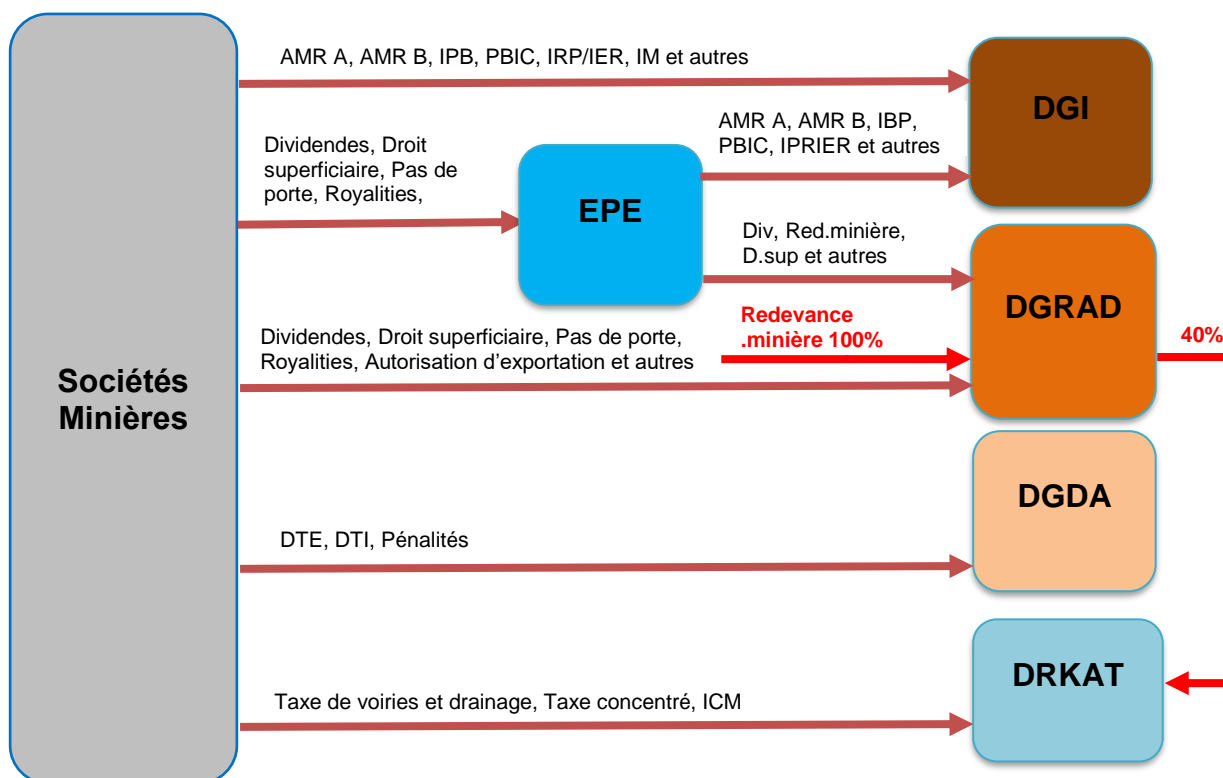 AMR A, AMR B, IPB, PBIC, IRP/IER, IM et autres
DGI
AMR A, AMR B, IBP,
PBIC, IPRIER et autres
Dividendes, Droit
superficiaire, Pas de
porte, Royalities,
EPE
Div, Red.minière,
D.sup et autres
DGRAD
Redevance
.minière 100%
40%
Dividendes, Droit superficiaire, Pas de porte,
Royalities, Autorisation d'exportation et autres
Sociétés
Minières
DGDA
DTE, DTI, Pénalités
DRKAT
Taxe de voiries et drainage, Taxe concentré, ICM